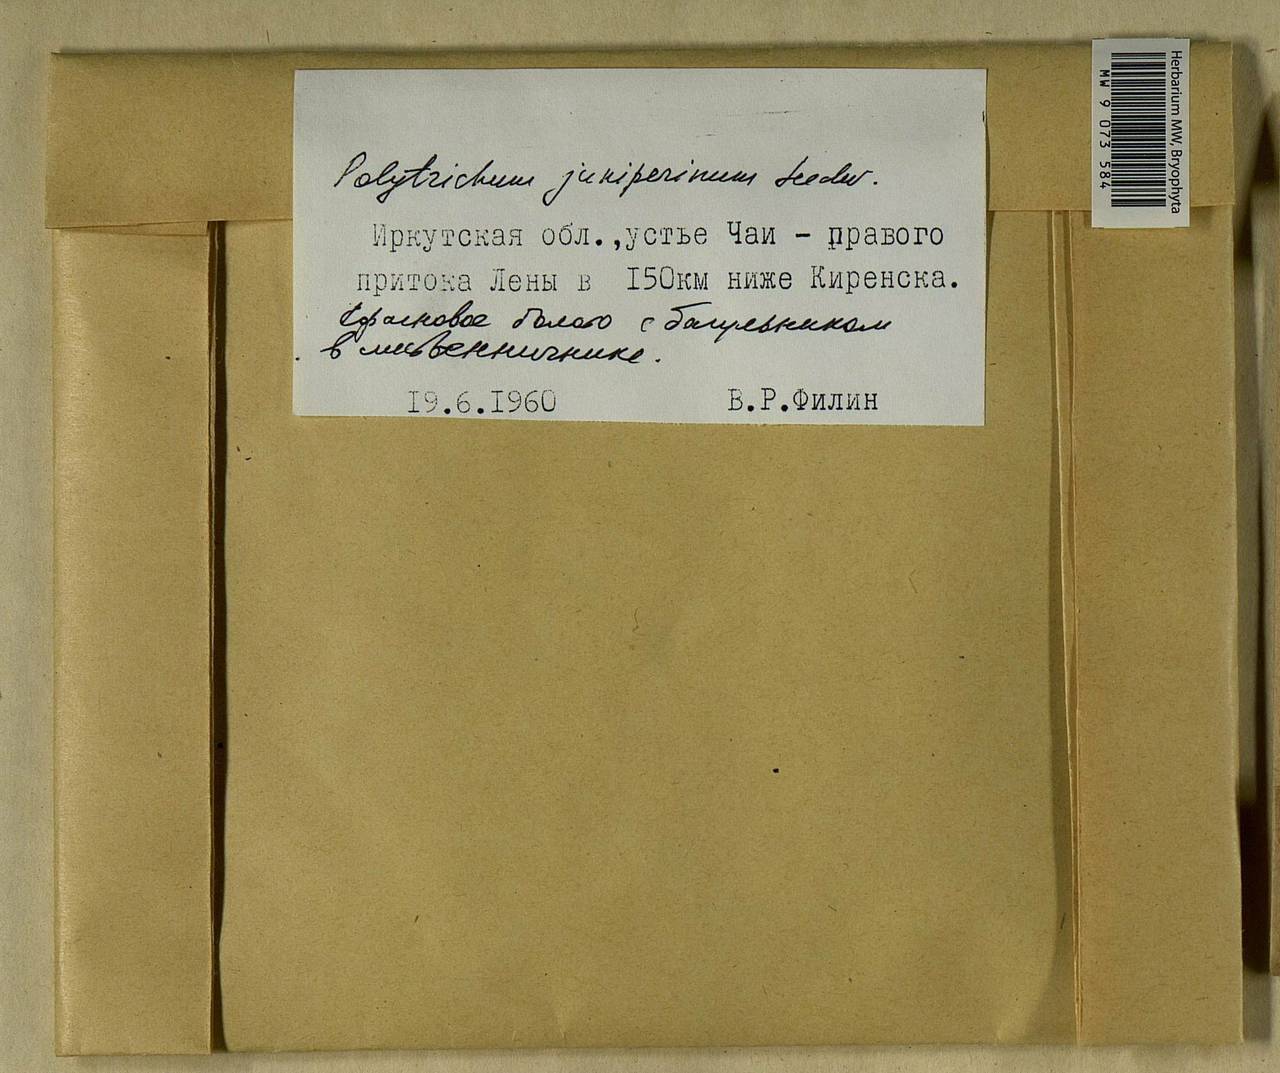 Polytrichum juniperinum Hedw.
Иркутская обл.,устье Чаи - правого
притока Лены в 150км ниже Киренска.
Сфагновое болото с багульником
в лиственничнике.
19.6.1960 В.Р.Филин
Herbarium MW, Bryophyta
MW 9 073 584